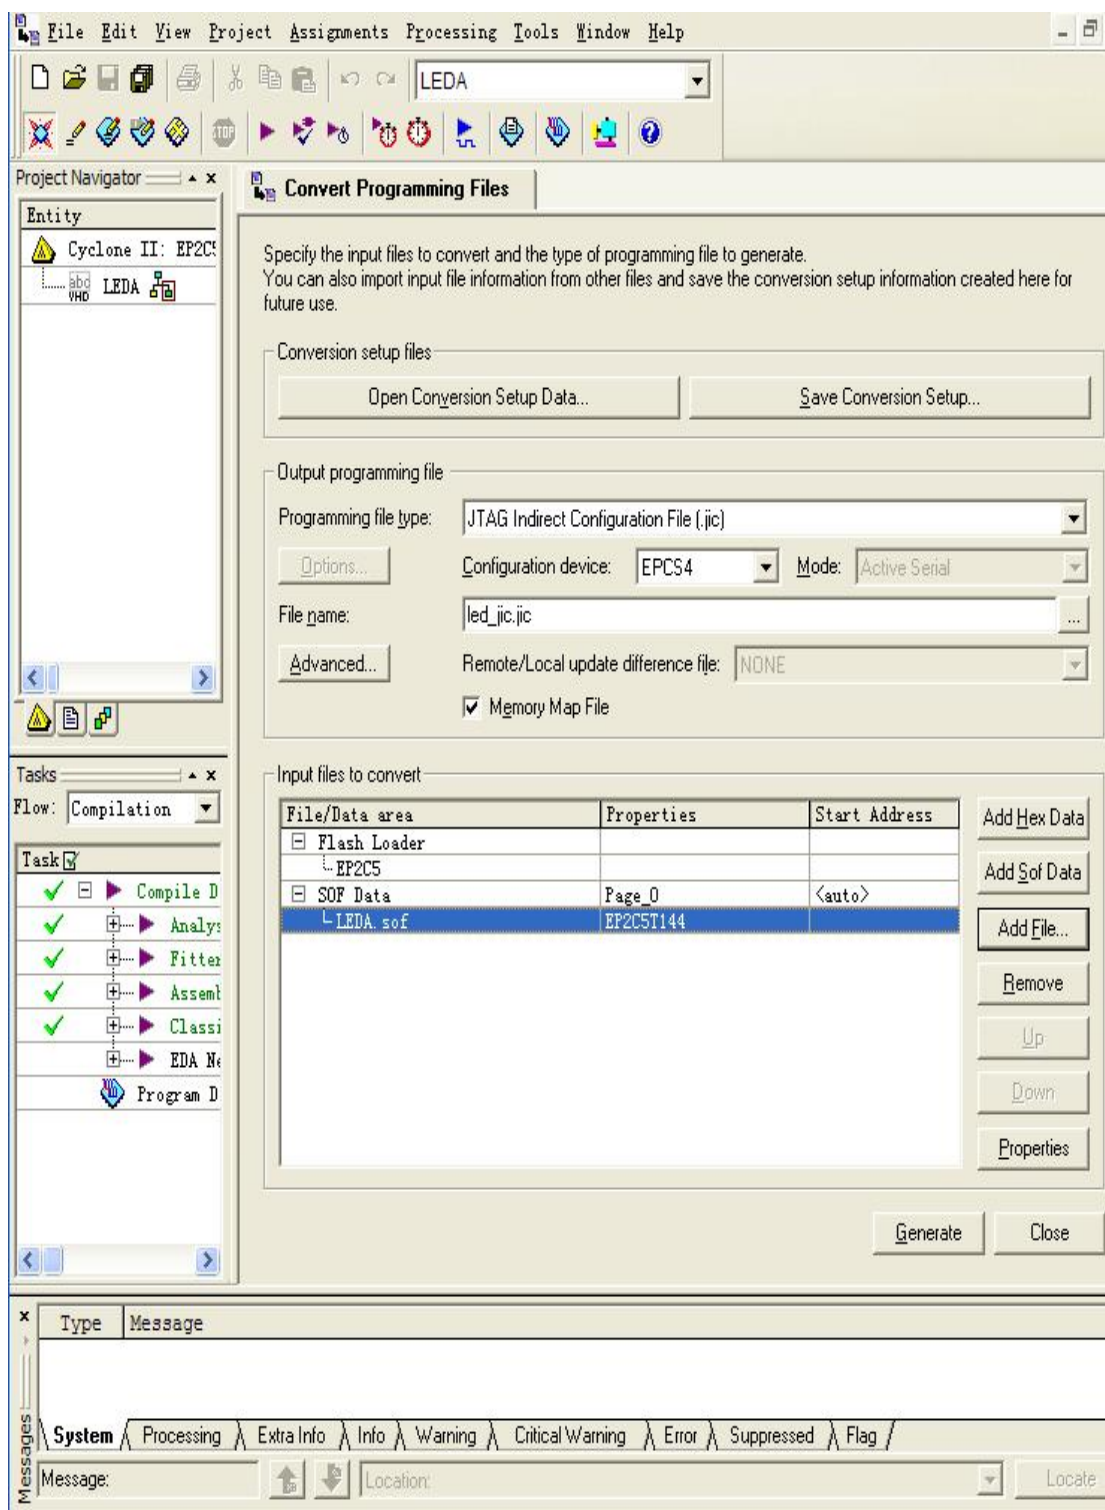 File Edit View Project Assignments Processing Tools Window Help
LEDA
STOP
Project Navigator
Convert Programming Files
Entity
Cyclone II: EP2C5
abd VHD LEDA
Specify the input files to convert and the type of programming file to generate.
You can also import input file information from other files and save the conversion setup information created here for
future use.
Conversion setup files
Open Conversion Setup Data... Save Conversion Setup...
Output programming file
Programming file type: JTAG Indirect Configuration File (.jic)
Options... Configuration device: EPCS4 Mode: Active Serial
File name: led_jic.jic ...
Advanced... Remote/Local update difference file: NONE
Memory Map File
Tasks
Flow: Compilation
Task
Compile D
Analys
Fitter
Assemb
Classi
EDA Ne
Program D
Input files to convert
File/Data area Properties Start Address
Flash Loader
EP2C5
SOF Data Page_0 <auto>
LEDA.sof EP2C5T144
Add Hex Data
Add Sof Data
Add File...
Remove
Up
Down
Properties
Generate Close
Type Message
Messages
System Processing Extra Info Info Warning Critical Warning Error Suppressed Flag
Message: Location: Locate